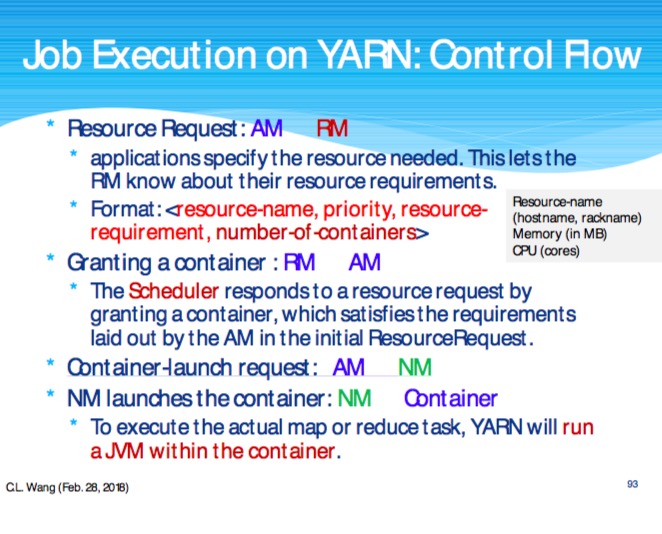 Job Execution on YARN: Control Flow
* Resource Request: AM RM
* applications specify the resource needed. This lets the
RM know about their resource requirements.
* Format: <resource-name, priority, resource-
requirement, number-of-containers>
Resource-name
(hostname, rackname)
Memory (in MB)
CPU (cores)
* Granting a container : RM AM
* The Scheduler responds to a resource request by
granting a container, which satisfies the requirements
laid out by the AM in the initial ResourceRequest.
* Container-launch request: AM NM
* NM launches the container: NM Container
* To execute the actual map or reduce task, YARN will run
a JVM within the container.
C.L. Wang (Feb. 28, 2018)
93